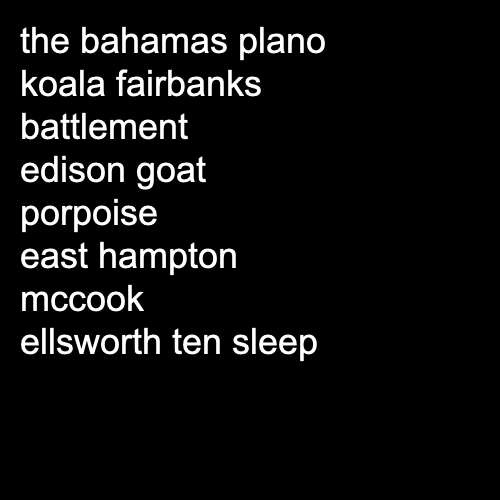 the bahamas plano
koala fairbanks
battlement
edison goat
porpoise
east hampton
mccook
ellsworth ten sleep